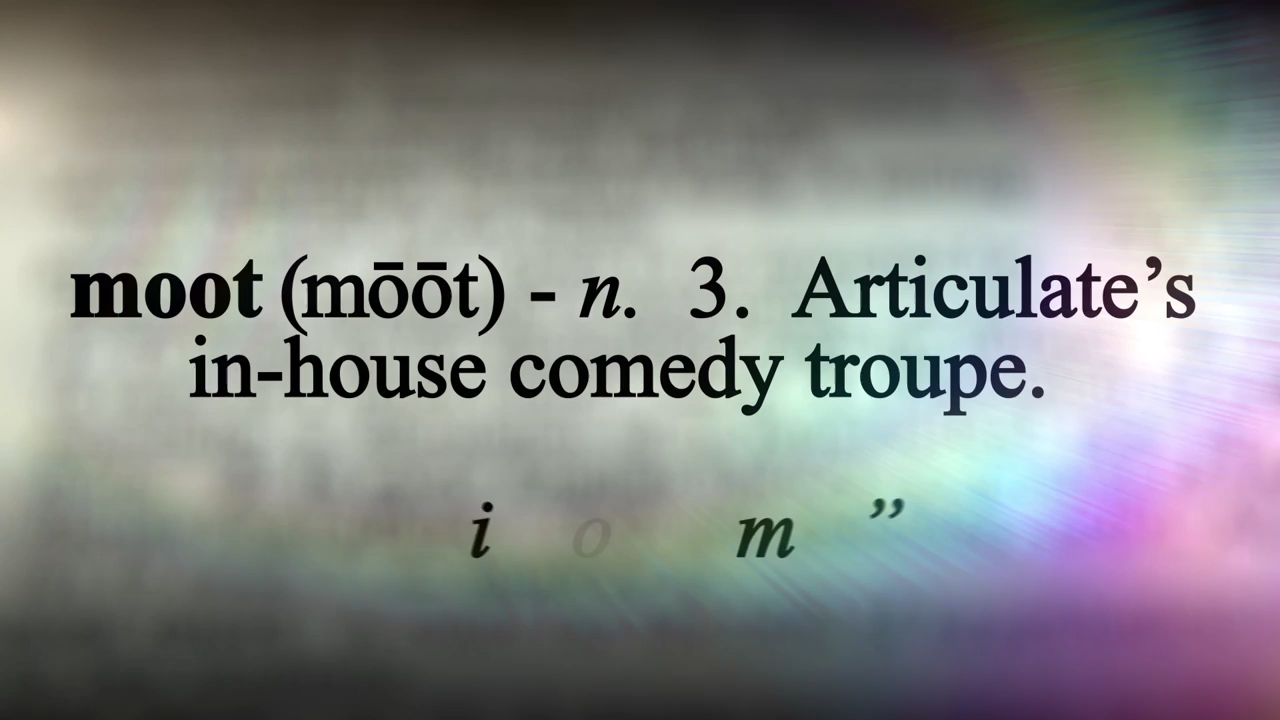 moot (mōōt) - n. 3. Articulate’s
in-house comedy troupe.
i o m ”